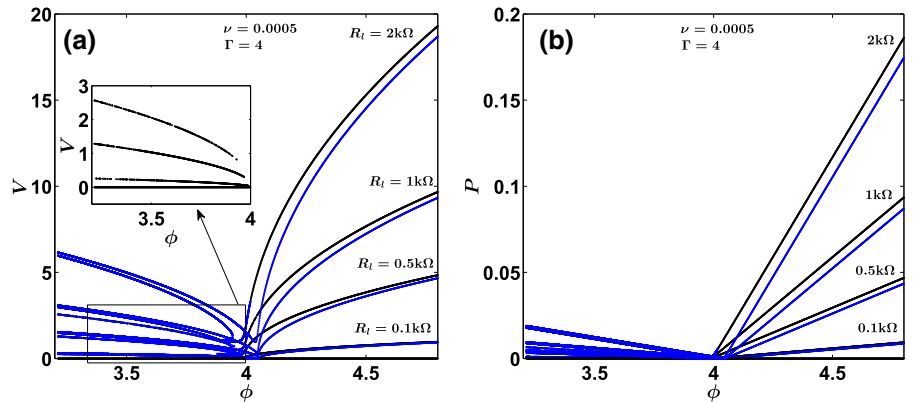 (a)
ν = 0.0005
Γ = 4
R_l = 2kΩ
R_l = 1kΩ
R_l = 0.5kΩ
R_l = 0.1kΩ
20
15
10
5
0
V
3.5
4
4.5
ϕ
3
2
1
0
V
3.5
4
ϕ
(b)
ν = 0.0005
Γ = 4
2kΩ
1kΩ
0.5kΩ
0.1kΩ
0.2
0.15
0.1
0.05
0
P
3.5
4
4.5
ϕ